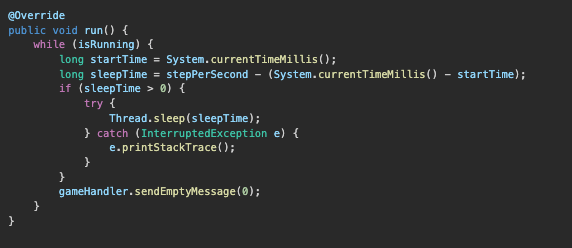 @Override
public void run() {
    while (isRunning) {
        long startTime = System.currentTimeMillis();
        long sleepTime = stepPerSecond - (System.currentTimeMillis() - startTime);
        if (sleepTime > 0) {
            try {
                Thread.sleep(sleepTime);
            } catch (InterruptedException e) {
                e.printStackTrace();
            }
        }
        gameHandler.sendEmptyMessage(0);
    }
}